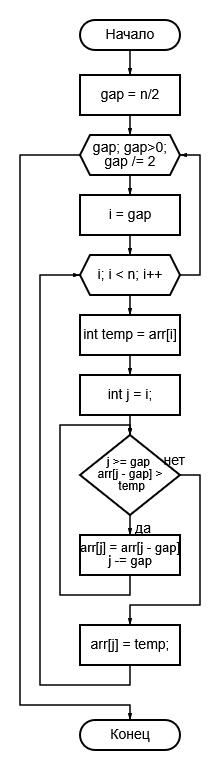 Начало
gap = n/2
gap; gap>0;
gap /= 2
i = gap
i; i < n; i++
int temp = arr[i]
int j = i;
j >= gap
arr[j - gap] >
temp
нет
да
arr[j] = arr[j - gap]
j -= gap
arr[j] = temp;
Конец